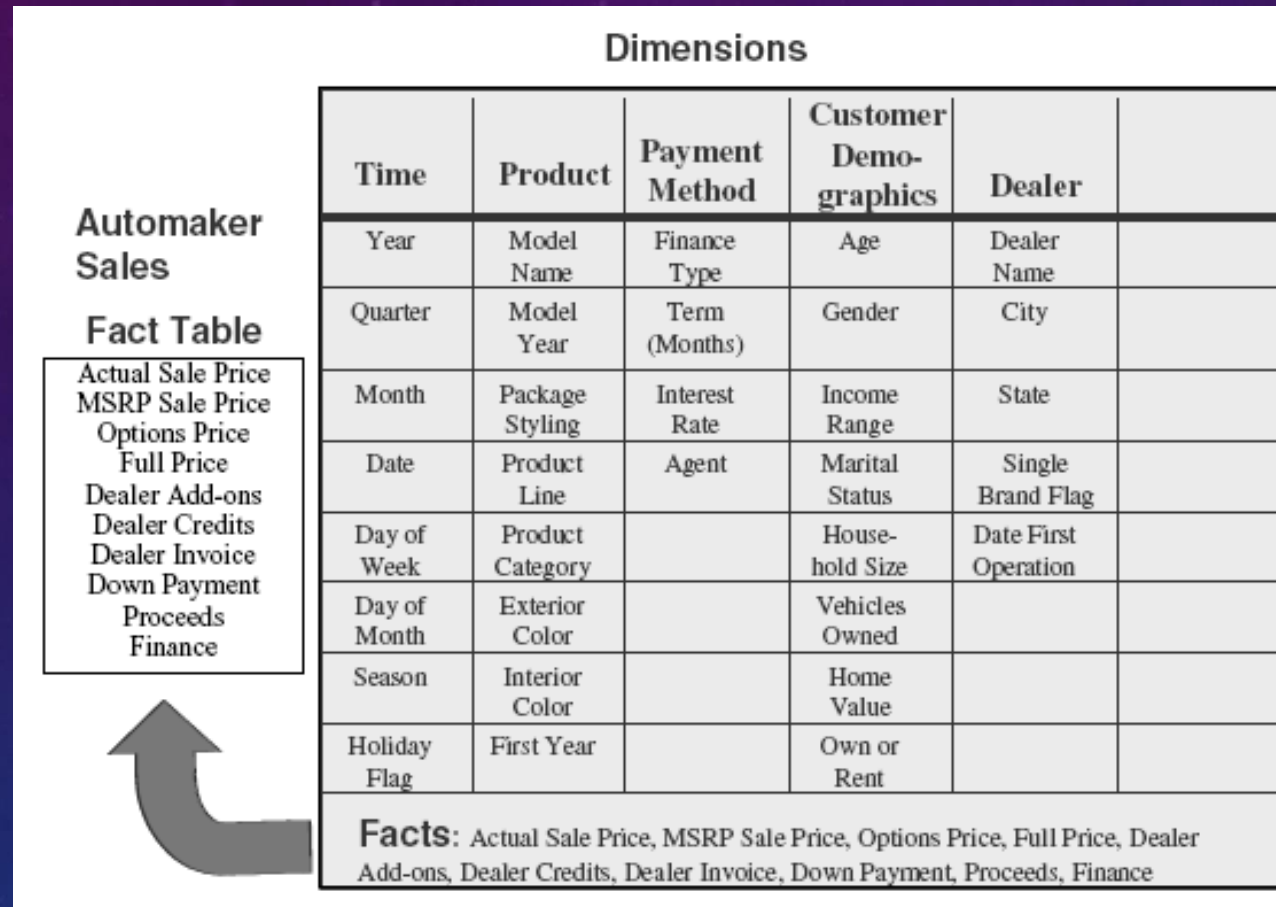 Dimensions
Automaker
Sales
Fact Table
Actual Sale Price
MSRP Sale Price
Options Price
Full Price
Dealer Add-ons
Dealer Credits
Dealer Invoice
Down Payment
Proceeds
Finance
Time
Product
Payment
Method
Customer
Demo-
graphics
Dealer
Year
Model
Name
Finance
Type
Age
Dealer
Name
Quarter
Model
Year
Term
(Months)
Gender
City
Month
Package
Styling
Interest
Rate
Income
Range
State
Date
Product
Line
Agent
Marital
Status
Single
Brand Flag
Day of
Week
Product
Category
House-
hold Size
Date First
Operation
Day of
Month
Exterior
Color
Vehicles
Owned
Season
Interior
Color
Home
Value
Holiday
Flag
First Year
Own or
Rent
Facts: Actual Sale Price, MSRP Sale Price, Options Price, Full Price, Dealer
Add-ons, Dealer Credits, Dealer Invoice, Down Payment, Proceeds, Finance